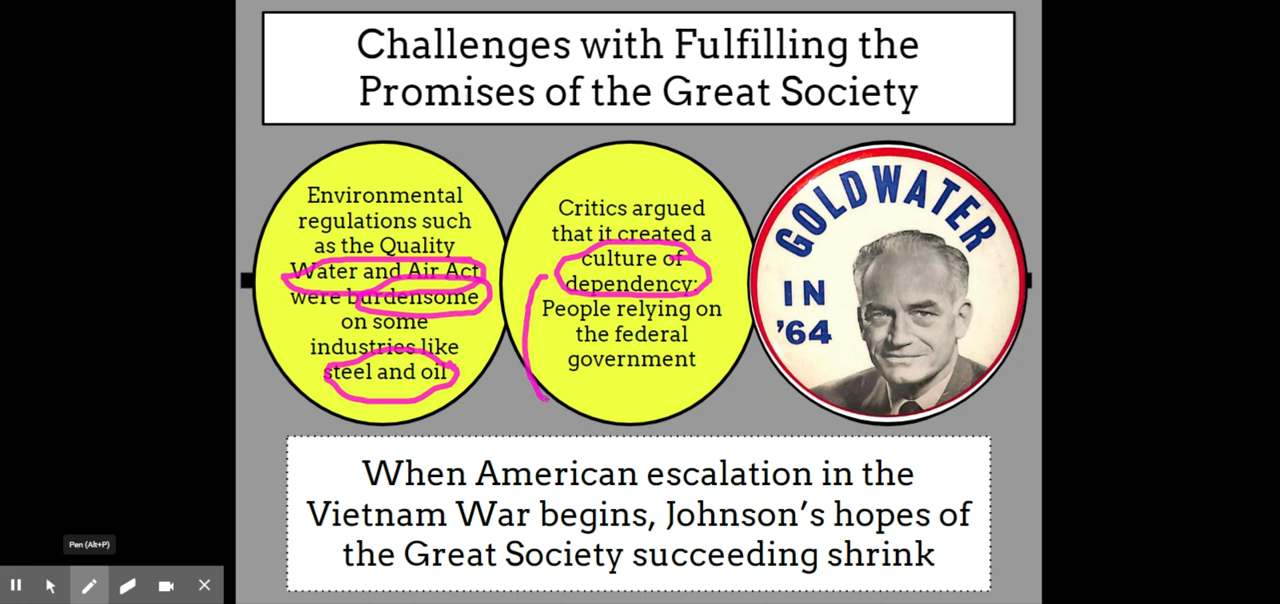 Challenges with Fulfilling the
Promises of the Great Society
Environmental
regulations such
as the Quality
Water and Air Act
were burdensome
on some
industries like
steel and oil
Critics argued
that it created a
culture of
dependency:
People relying on
the federal
government
GOLDWATER
IN
'64
When American escalation in the
Vietnam War begins, Johnson’s hopes of
the Great Society succeeding shrink
Pen (Alt+P)